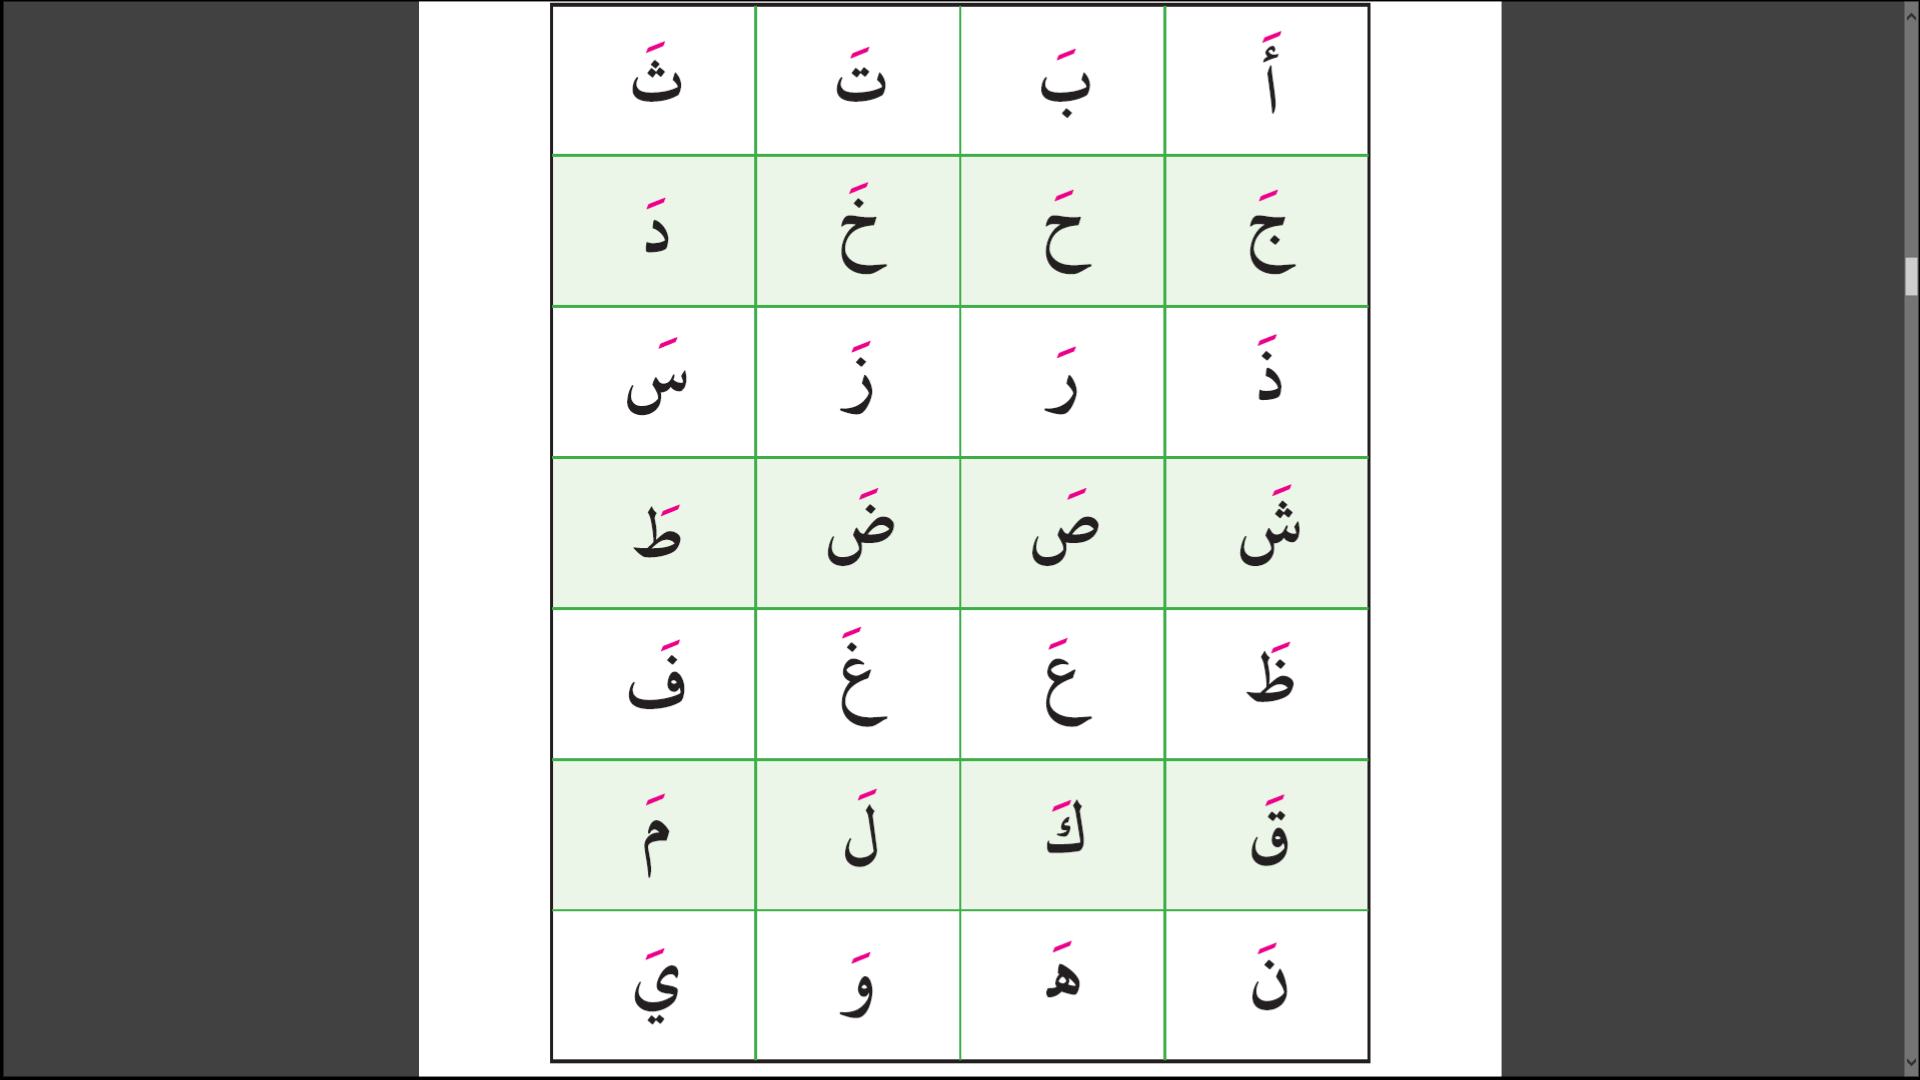 أَ بَ تَ ثَ
جَ حَ خَ دَ
ذَ رَ زَ سَ
شَ صَ ضَ طَ
ظَ عَ غَ فَ
قَ كَ لَ مَ
نَ هَ وَ يَ